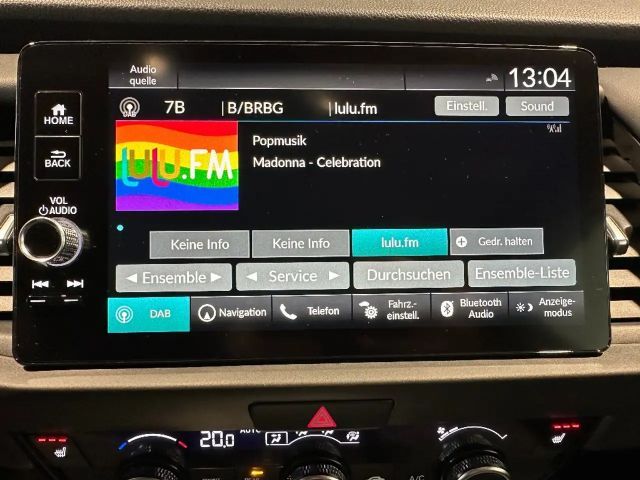 Audio
quelle
13:04
HOME
BACK
VOL
AUDIO
DAB
7B
B/BRBG
lulu.fm
Einstell.
Sound
LULU.FM
Popmusik
Madonna - Celebration
Keine Info
Keine Info
lulu.fm
Gedr. halten
Ensemble
Service
Durchsuchen
Ensemble-Liste
DAB
Navigation
Telefon
Fahrz.-
einstell.
Bluetooth
Audio
Anzeige-
modus
20.0
AUTO
A/C